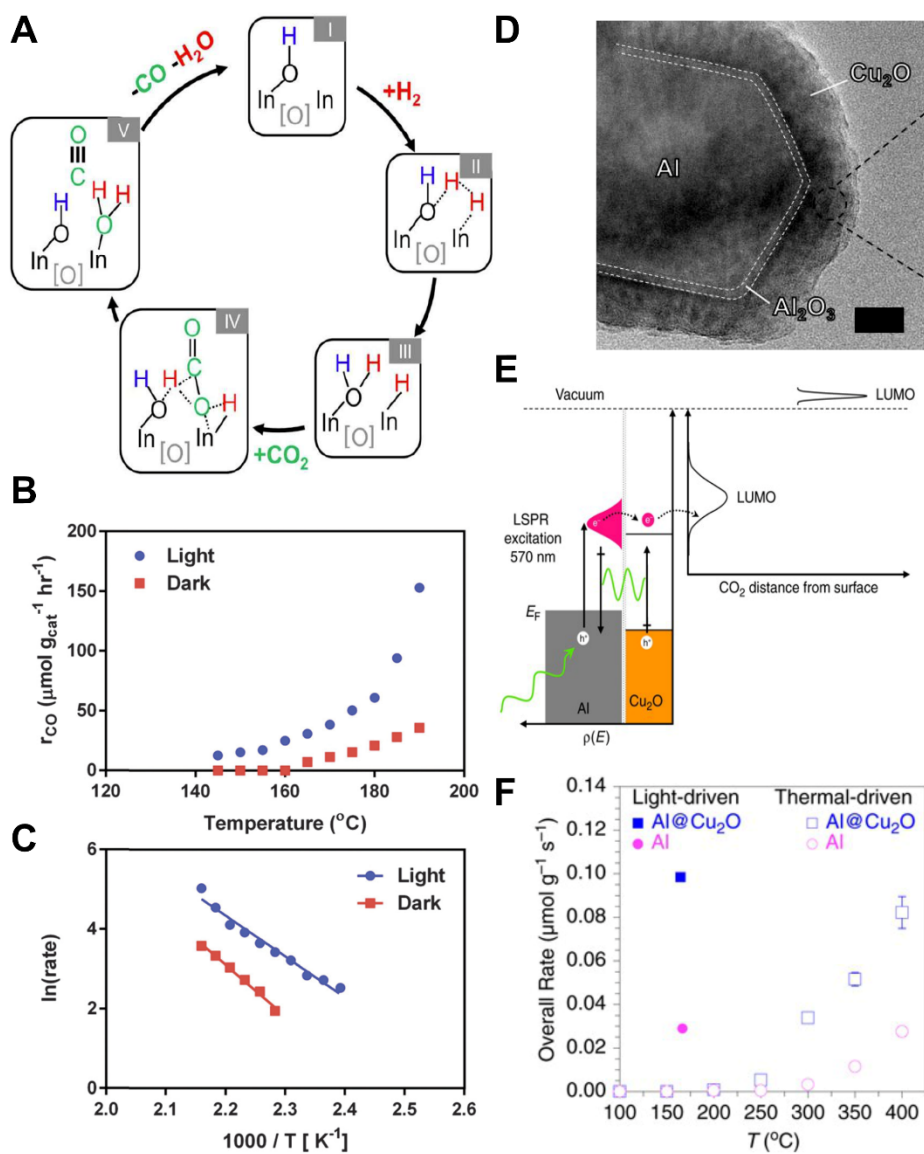 A
-CO -H2O
I
H
O
In In
[O]
+H2
II
H H
O H
In In
[O]
III
H H H
O
In In
[O]
+CO2
IV
O
C
H H
O O H
In In
[O]
V
O
C
H H H
O O
In In
[O]
B
Light
Dark
rCO (μmol gcat-1 hr-1)
200
150
100
50
0
120 140 160 180 200
Temperature (°C)
C
Light
Dark
ln(rate)
6
4
2
0
2.0 2.1 2.2 2.3 2.4 2.5 2.6
1000 / T [ K-1]
D
Cu2O
Al
Al2O3
E
Vacuum
LUMO
LSPR
excitation
570 nm
e-
e-
LUMO
CO2 distance from surface
EF
h+
h+
Al
Cu2O
ρ(E)
F
Light-driven Thermal-driven
Al@Cu2O Al@Cu2O
Al Al
Overall Rate (μmol g-1 s-1)
0.14
0.12
0.10
0.08
0.06
0.04
0.02
0.00
100 150 200 250 300 350 400
T (°C)